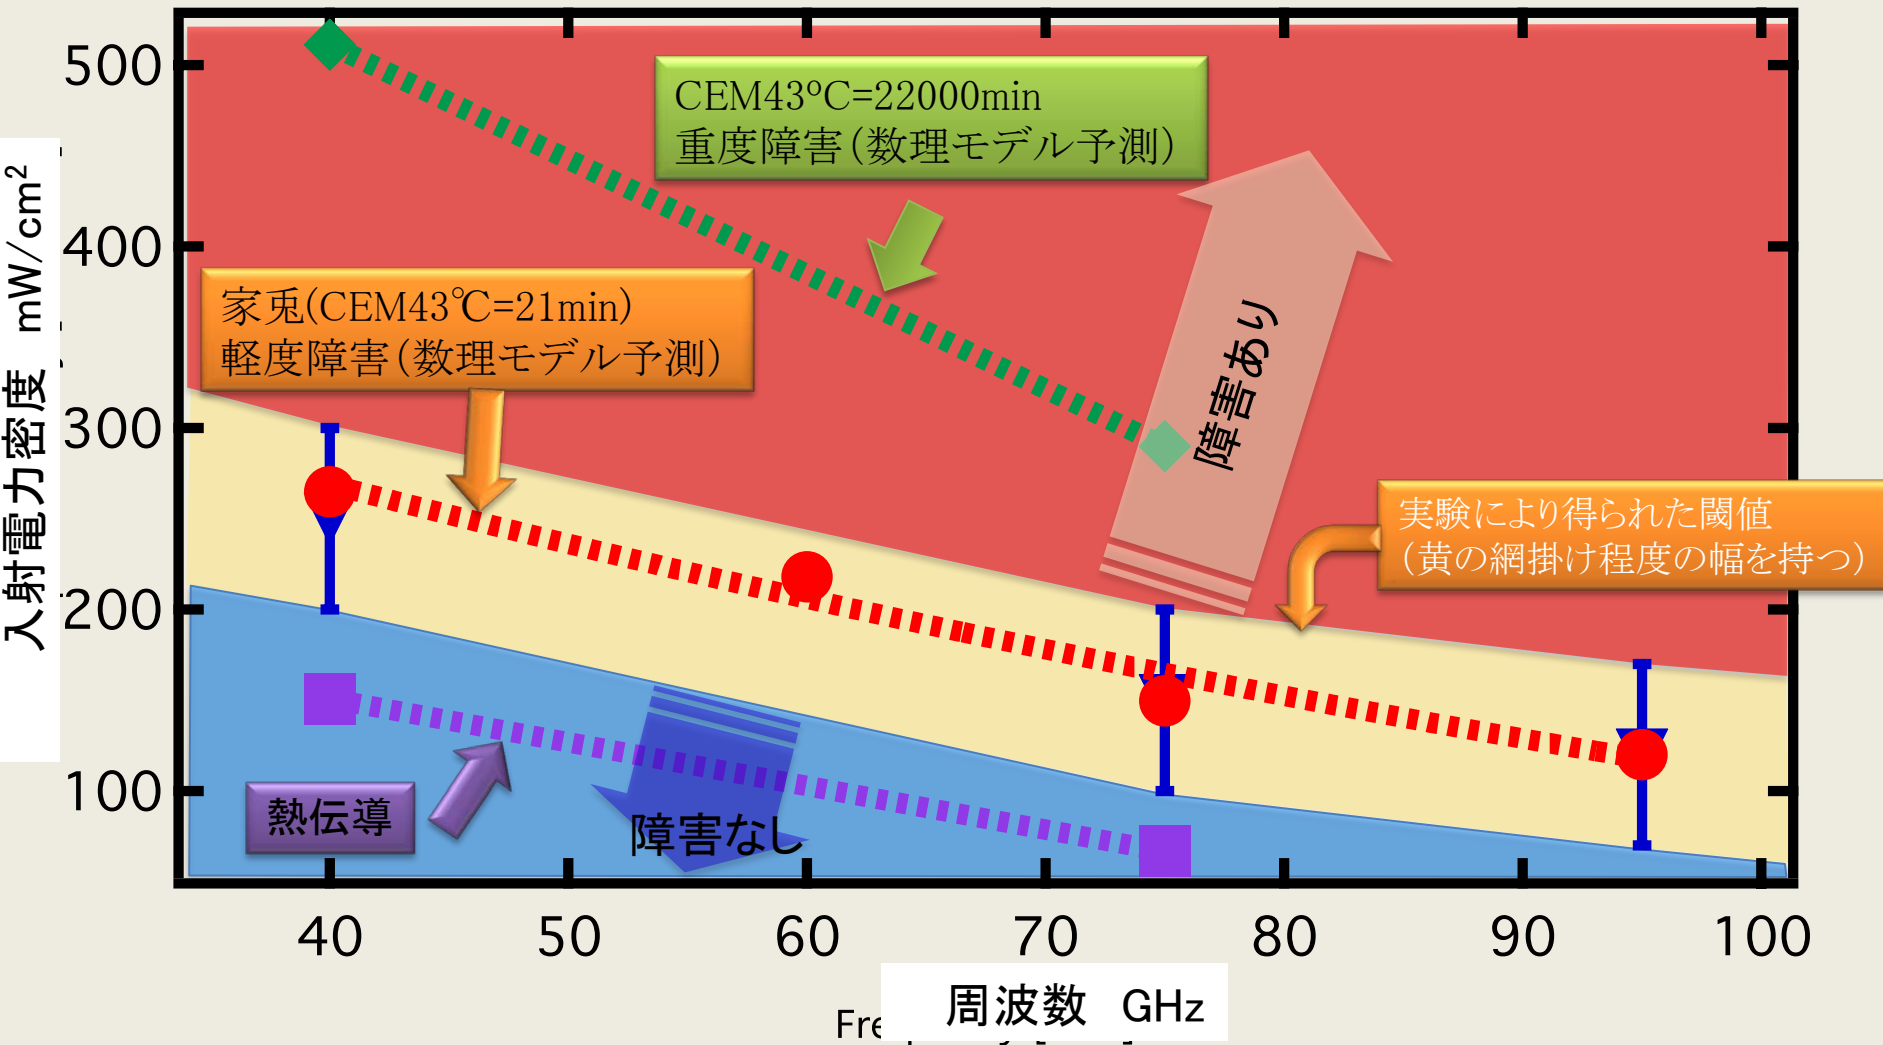 500
400
300
200
100
入射電力密度 mW/cm²
CEM43ºC=22000min
重度障害（数理モデル予測）
家兎(CEM43℃=21min)
軽度障害（数理モデル予測）
障害あり
実験により得られた閾値
（黄の網掛け程度の幅を持つ）
熱伝導
障害なし
40 50 60 70 80 90 100
周波数 GHz